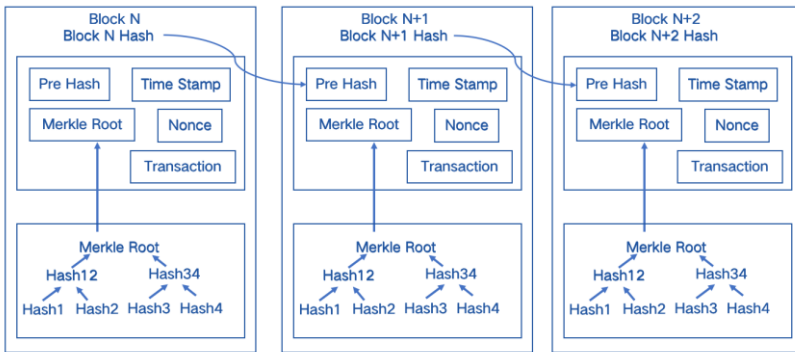 Block N
Block N Hash
Pre Hash
Time Stamp
Merkle Root
Nonce
Transaction
Merkle Root
Hash12
Hash34
Hash1
Hash2
Hash3
Hash4
Block N+1
Block N+1 Hash
Pre Hash
Time Stamp
Merkle Root
Nonce
Transaction
Merkle Root
Hash12
Hash34
Hash1
Hash2
Hash3
Hash4
Block N+2
Block N+2 Hash
Pre Hash
Time Stamp
Merkle Root
Nonce
Transaction
Merkle Root
Hash12
Hash34
Hash1
Hash2
Hash3
Hash4